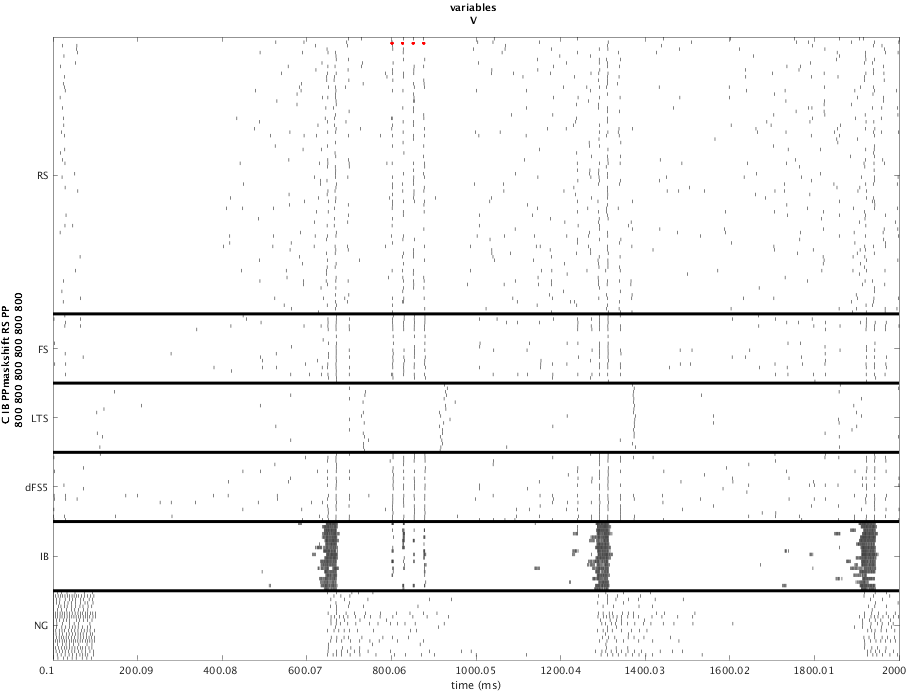 variables
V
C IB PPmaskshift RS PP
800 800 800 800 800 800 800
RS
FS
LTS
dFS5
IB
NG
0.1 200.09 400.08 600.07 800.06 1000.05 1200.04 1400.03 1600.02 1800.01 2000
time (ms)